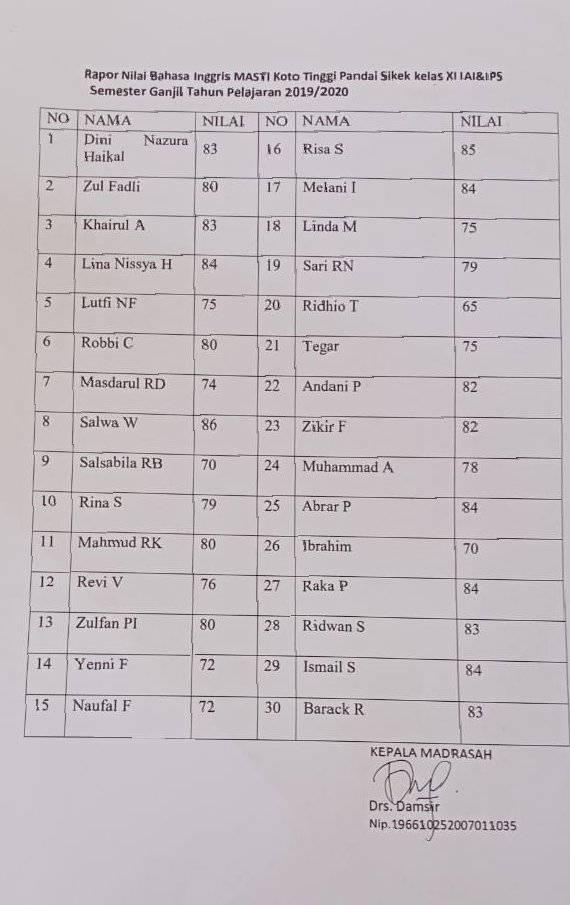 Rapor Nilai Bahasa Inggris MASTI Koto Tinggi Pandai Sikek kelas XI IAI&IPS
Semester Ganjil Tahun Pelajaran 2019/2020
NO NAMA NILAI NO NAMA NILAI
1 Dini Nazura Haikal 83 16 Risa S 85
2 Zul Fadli 80 17 Melani I 84
3 Khairul A 83 18 Linda M 75
4 Lina Nissya H 84 19 Sari RN 79
5 Lutfi NF 75 20 Ridhio T 65
6 Robbi C 80 21 Tegar 75
7 Masdarul RD 74 22 Andani P 82
8 Salwa W 86 23 Zikir F 82
9 Salsabila RB 70 24 Muhammad A 78
10 Rina S 79 25 Abrar P 84
11 Mahmud RK 80 26 Ibrahim 70
12 Revi V 76 27 Raka P 84
13 Zulfan PI 80 28 Ridwan S 83
14 Yenni F 72 29 Ismail S 84
15 Naufal F 72 30 Barack R 83
KEPALA MADRASAH
Drs. Damsir
Nip.196610252007011035